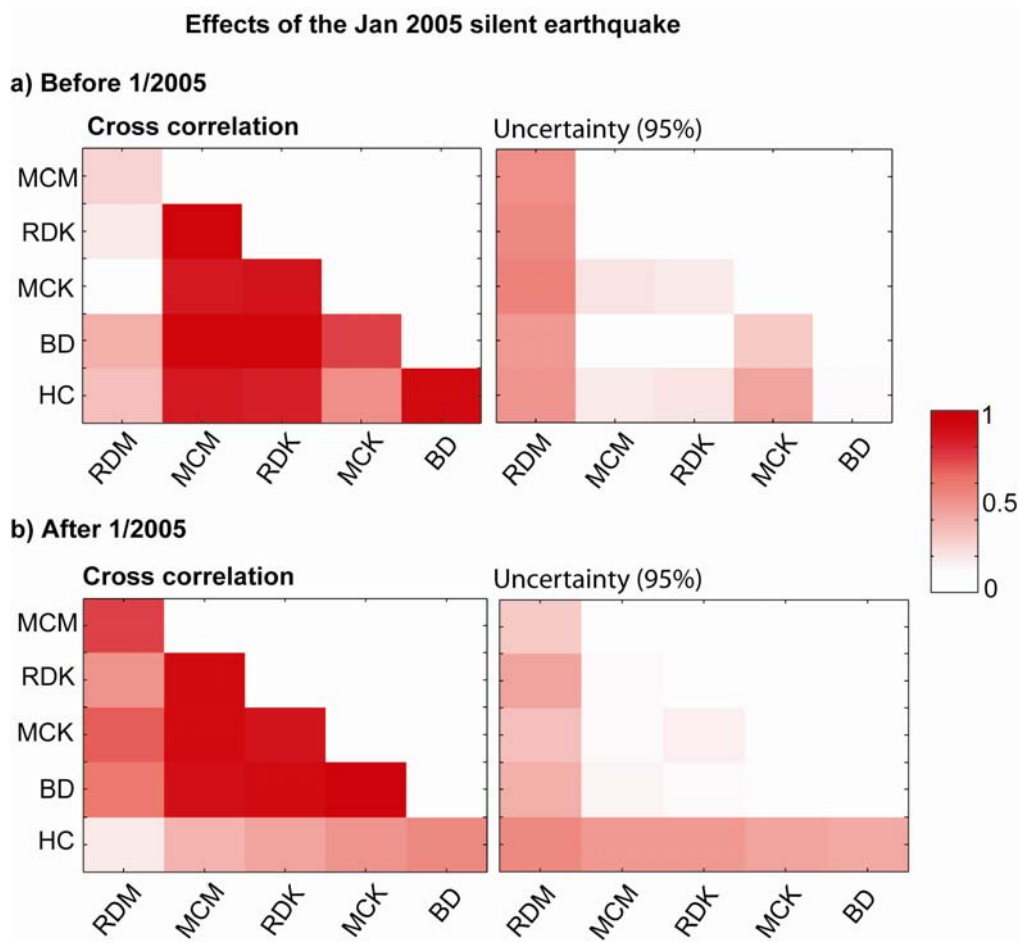 Effects of the Jan 2005 silent earthquake
a) Before 1/2005
Cross correlation
Uncertainty (95%)
MCM
RDK
MCK
BD
HC
RDM
MCM
RDK
MCK
BD
RDM
MCM
RDK
MCK
BD
1
0.5
0
b) After 1/2005
Cross correlation
Uncertainty (95%)
MCM
RDK
MCK
BD
HC
RDM
MCM
RDK
MCK
BD
RDM
MCM
RDK
MCK
BD